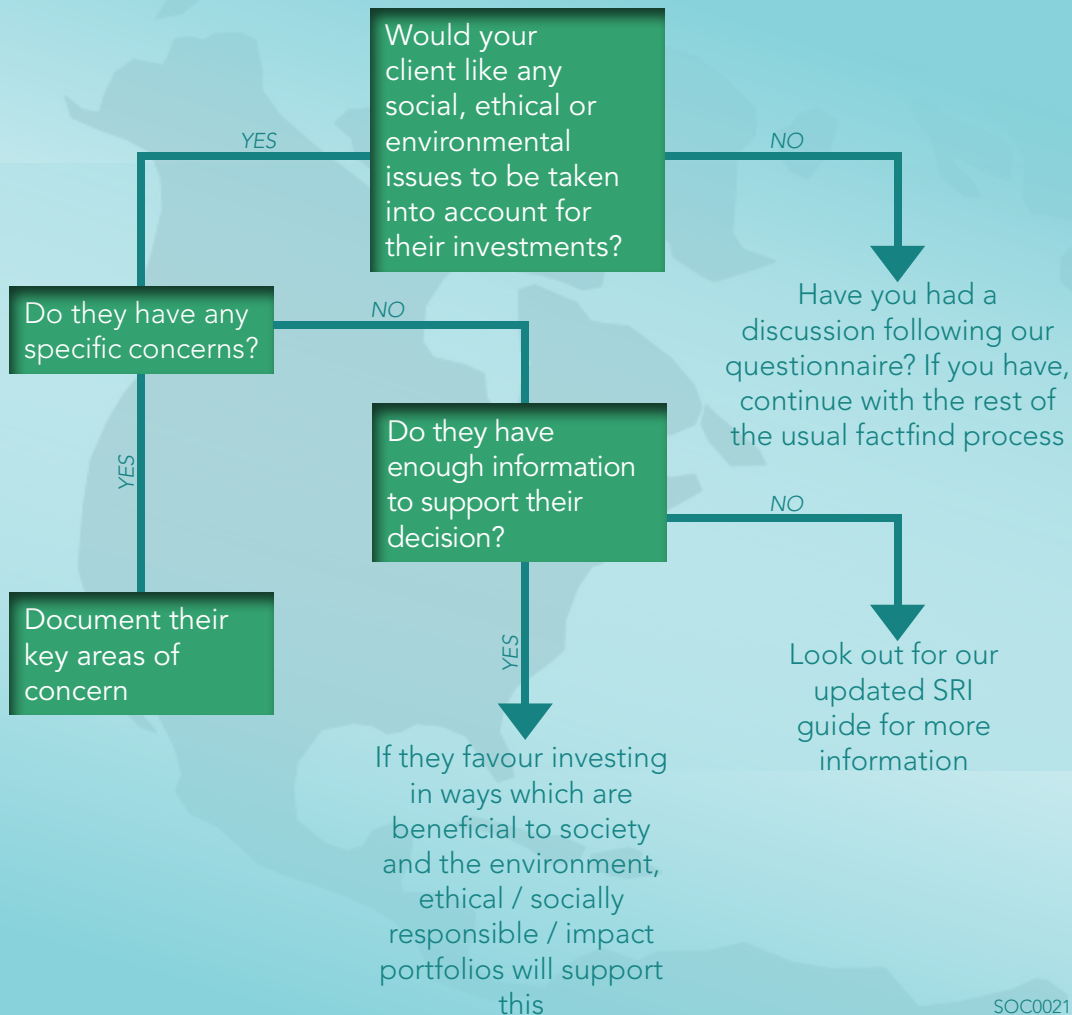 Would your
client like any
social, ethical or
environmental
issues to be taken
into account for
their investments?
YES
NO
Do they have any
specific concerns?
NO
Have you had a
discussion following our
questionnaire? If you have,
continue with the rest of
the usual factfind process
YES
Do they have
enough information
to support their
decision?
NO
Document their
key areas of
concern
YES
Look out for our
updated SRI
guide for more
information
If they favour investing
in ways which are
beneficial to society
and the environment,
ethical / socially
responsible / impact
portfolios will support
this
SOC0021